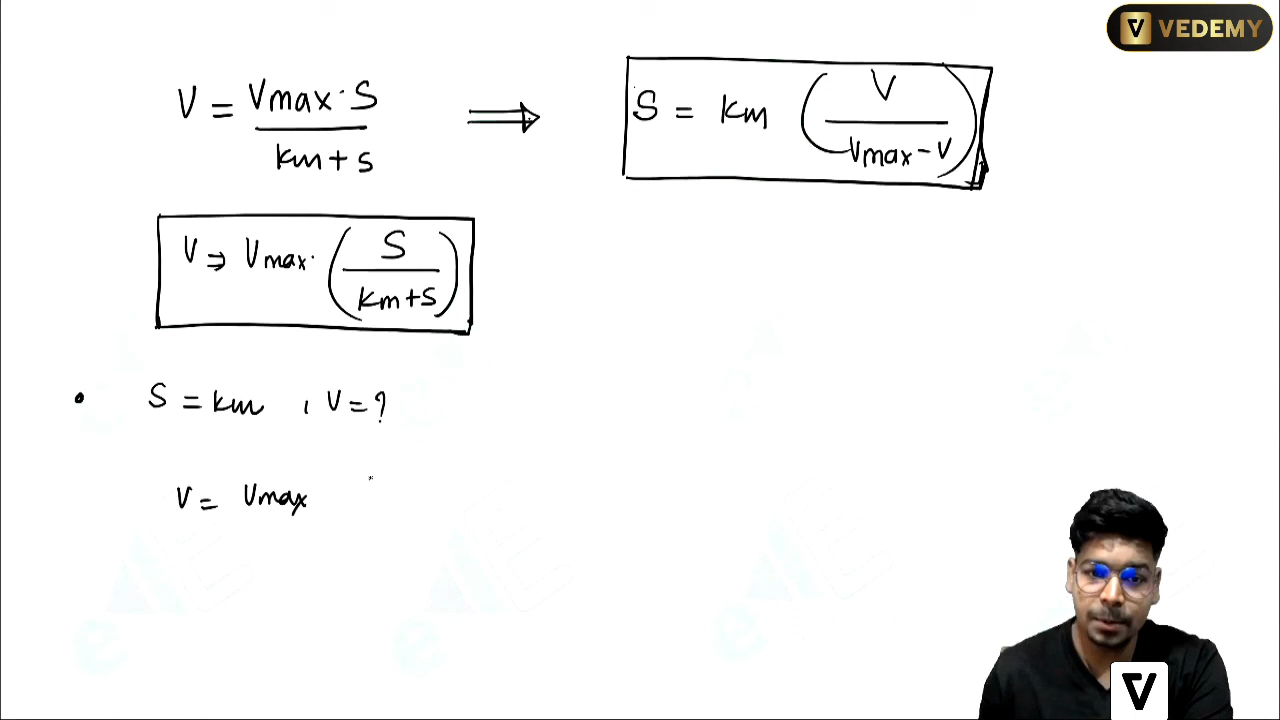 VEDEMY
V = Vmax · S / km + s ⟹ S = km ( V / Vmax - V )
V ⇒ Vmax · ( S / km + s )
• S = km , V = ?
V = Vmax